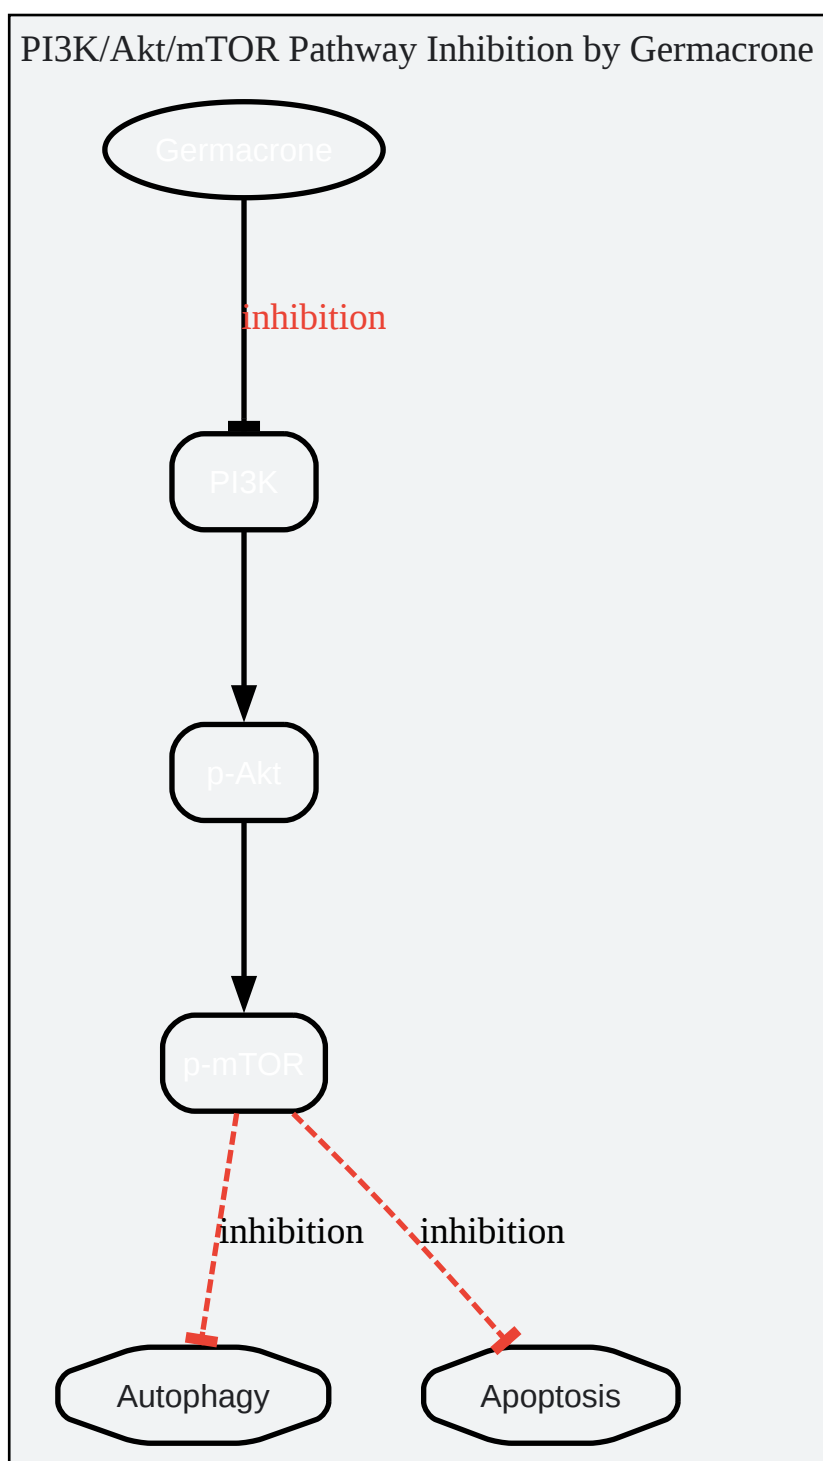 PI3K/Akt/mTOR Pathway Inhibition by Germacrone
Germacrone
inhibition
PI3K
p-Akt
p-mTOR
inhibition
inhibition
Autophagy
Apoptosis